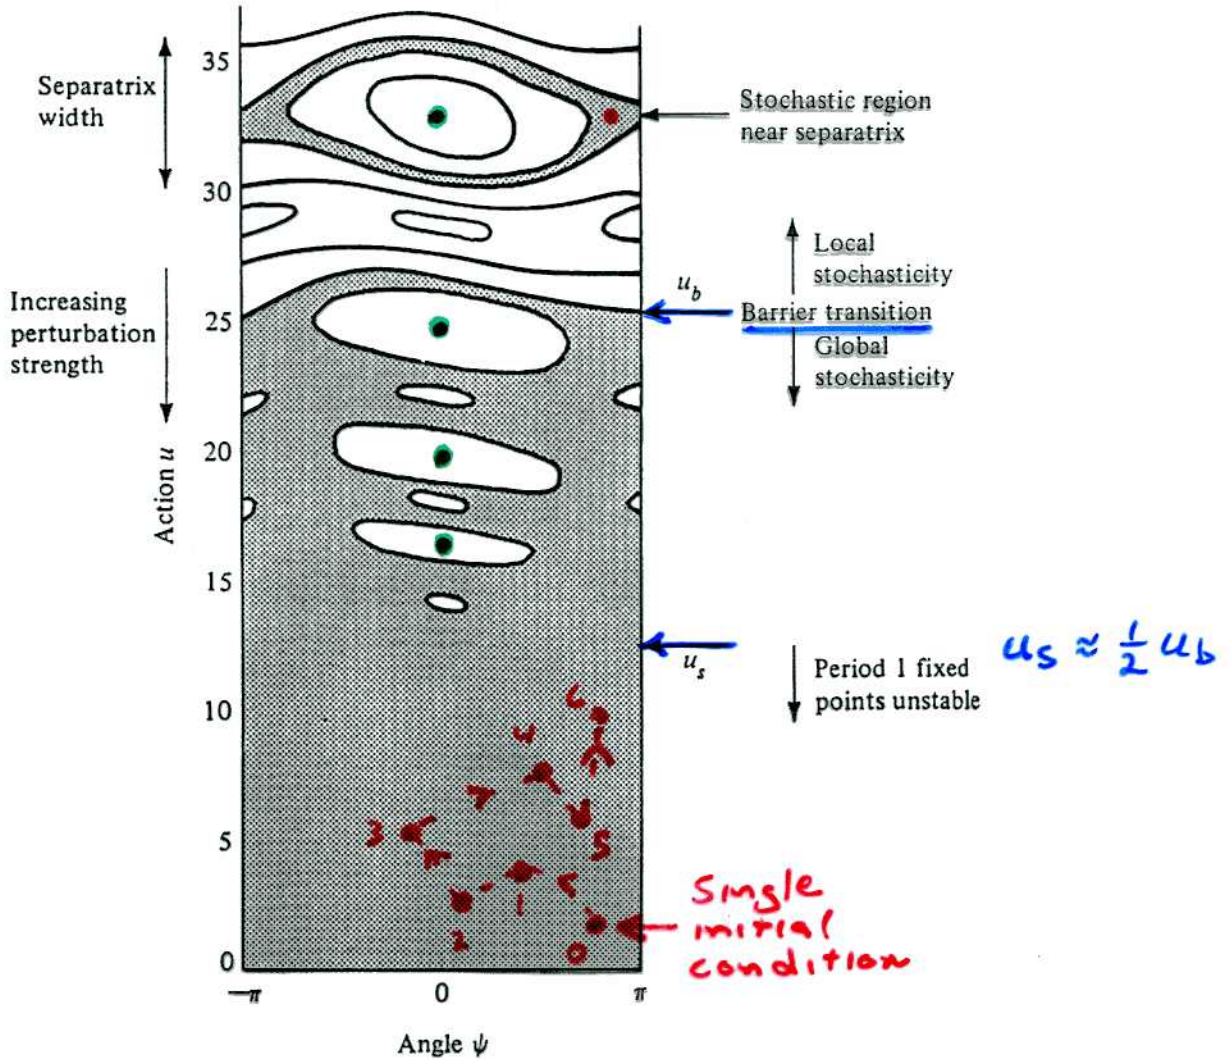 35
Separatrix
width
Stochastic region
near separatrix
30
Local
stochasticity
Increasing
perturbation
strength
u_b
Barrier transition
25
Global
stochasticity
20
Action u
15
u_s
Period 1 fixed
points unstable
u_s ≈ 1/2 u_b
10
6
4
5
3
5
1
2
0
Single
initial
condition
0
−π
0
π
Angle ψ